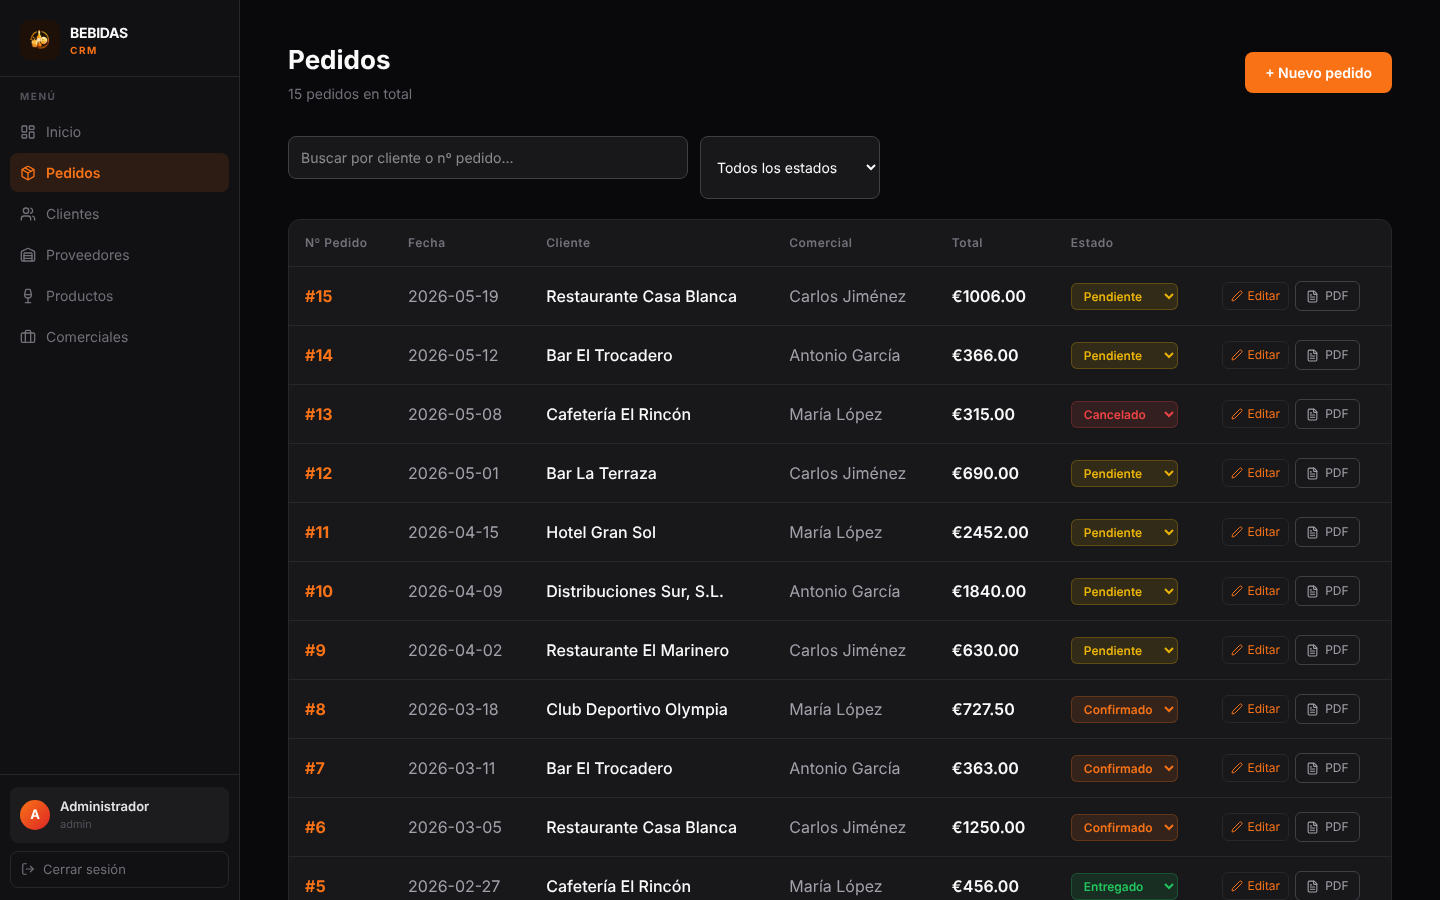 BEBIDAS
CRM
MENÚ
Inicio
Pedidos
Clientes
Proveedores
Productos
Comerciales
A
Administrador
admin
Cerrar sesión
Pedidos
15 pedidos en total
+ Nuevo pedido
Buscar por cliente o nº pedido...
Todos los estados
Nº Pedido Fecha Cliente Comercial Total Estado
#15 2026-05-19 Restaurante Casa Blanca Carlos Jiménez €1006.00 Pendiente Editar PDF
#14 2026-05-12 Bar El Trocadero Antonio García €366.00 Pendiente Editar PDF
#13 2026-05-08 Cafetería El Rincón María López €315.00 Cancelado Editar PDF
#12 2026-05-01 Bar La Terraza Carlos Jiménez €690.00 Pendiente Editar PDF
#11 2026-04-15 Hotel Gran Sol María López €2452.00 Pendiente Editar PDF
#10 2026-04-09 Distribuciones Sur, S.L. Antonio García €1840.00 Pendiente Editar PDF
#9 2026-04-02 Restaurante El Marinero Carlos Jiménez €630.00 Pendiente Editar PDF
#8 2026-03-18 Club Deportivo Olympia María López €727.50 Confirmado Editar PDF
#7 2026-03-11 Bar El Trocadero Antonio García €363.00 Confirmado Editar PDF
#6 2026-03-05 Restaurante Casa Blanca Carlos Jiménez €1250.00 Confirmado Editar PDF
#5 2026-02-27 Cafetería El Rincón María López €456.00 Entregado Editar PDF